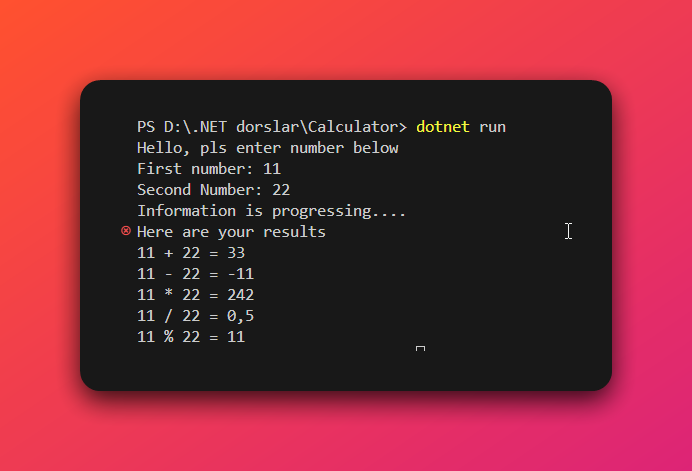 PS D:\.NET dorslar\Calculator> dotnet run
Hello, pls enter number below
First number: 11
Second Number: 22
Information is progressing....
Here are your results
11 + 22 = 33
11 - 22 = -11
11 * 22 = 242
11 / 22 = 0,5
11 % 22 = 11